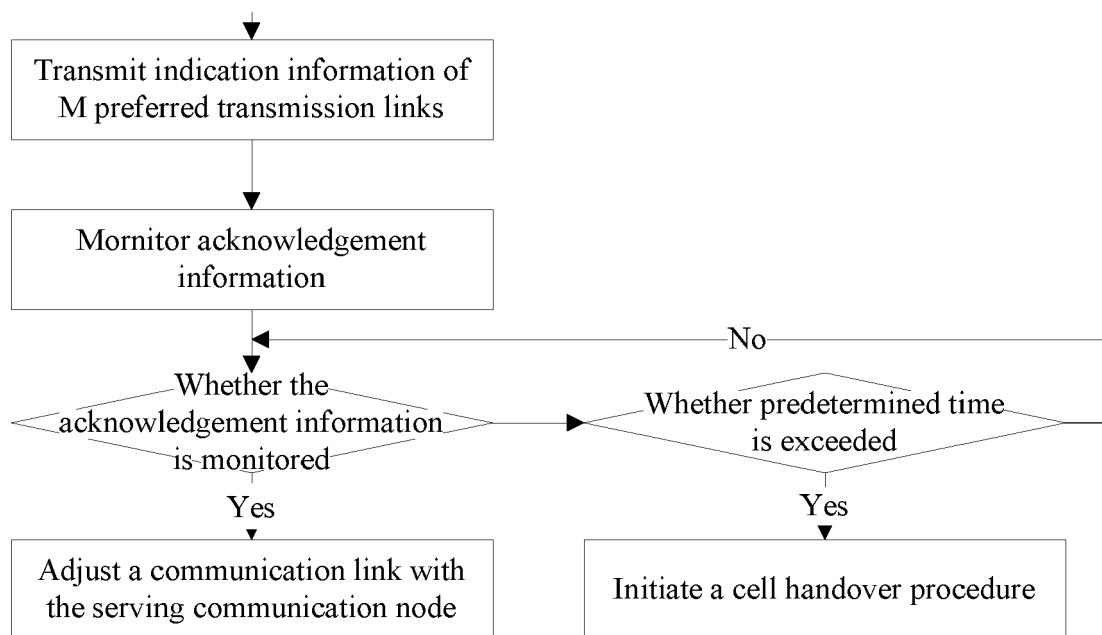 Transmit indication information of
M preferred transmission links
Mornitor acknowledgement
information
No
Whether the
acknowledgement information
is monitored
Whether predetermined time
is exceeded
Yes
Yes
Adjust a communication link with
the serving communication node
Initiate a cell handover procedure